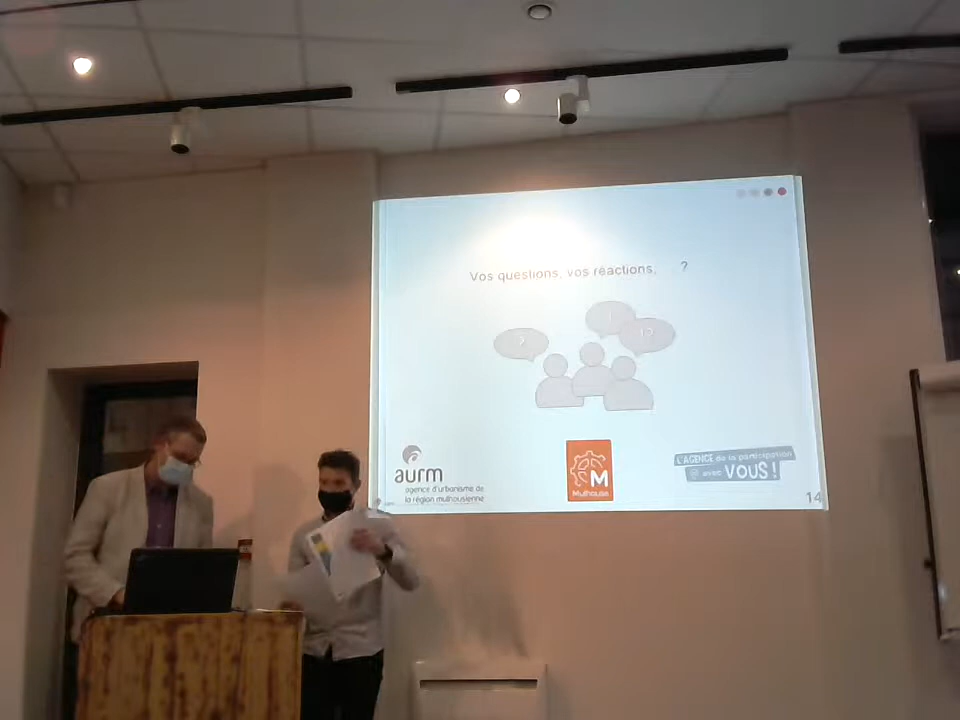 Vos questions, vos réactions, ?
?
!
!?
aurm
agence d'urbanisme de
la région mulhousienne
M
Mulhouse
L'AGENCE de la participation
@ avec VOUS!
14